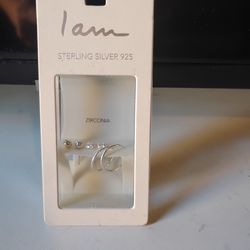 I am
STERLING SILVER 925
ZIRCONIA